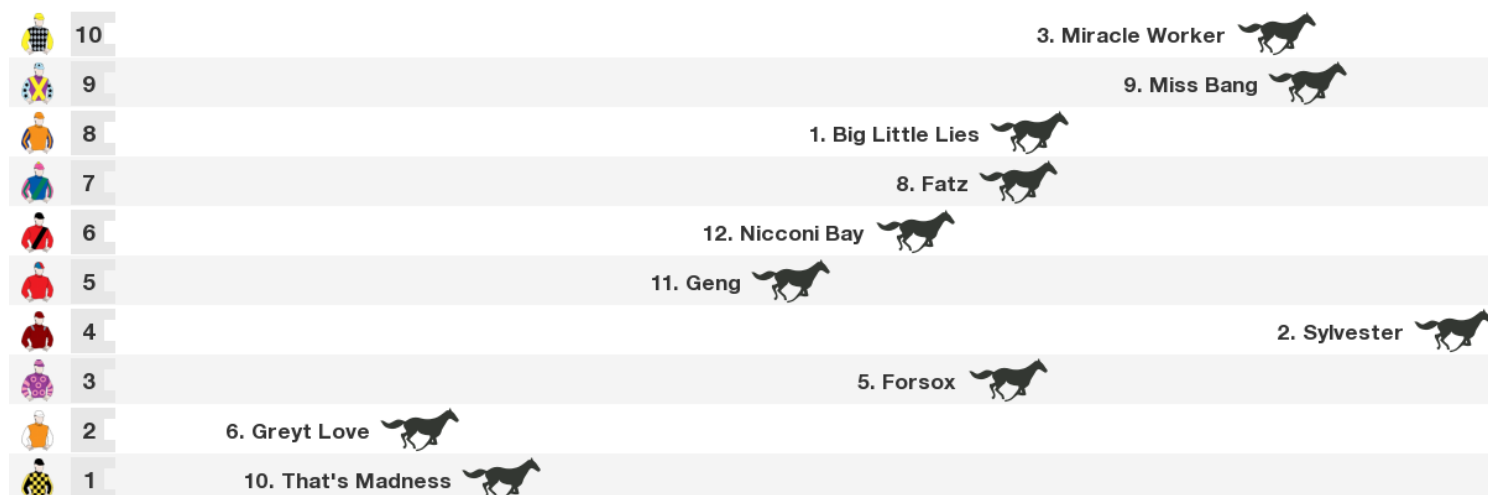 10 3. Miracle Worker
9 9. Miss Bang
8 1. Big Little Lies
7 8. Fatz
6 12. Nicconi Bay
5 11. Geng
4 2. Sylvester
3 5. Forsox
2 6. Greyt Love
1 10. That's Madness